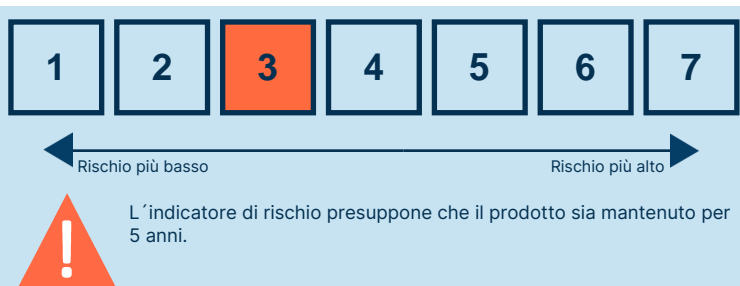 1 2 3 4 5 6 7
Rischio più basso Rischio più alto
L´indicatore di rischio presuppone che il prodotto sia mantenuto per
5 anni.
!